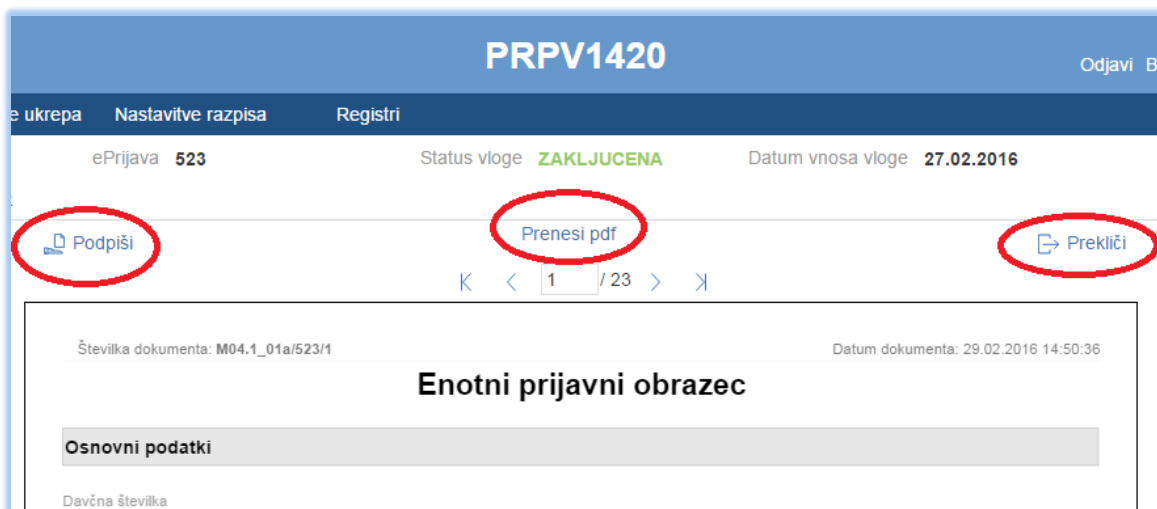 PRPV1420
Odjavi B
e ukrepa Nastavitve razpisa Registri
ePrijava 523 Status vloge ZAKLJUCENA Datum vnosa vloge 27.02.2016
Podpiši Prenesi pdf Prekliči
1 / 23
Številka dokumenta: M04.1_01a/523/1 Datum dokumenta: 29.02.2016 14:50:36
Enotni prijavni obrazec
Osnovni podatki
Davčna številka